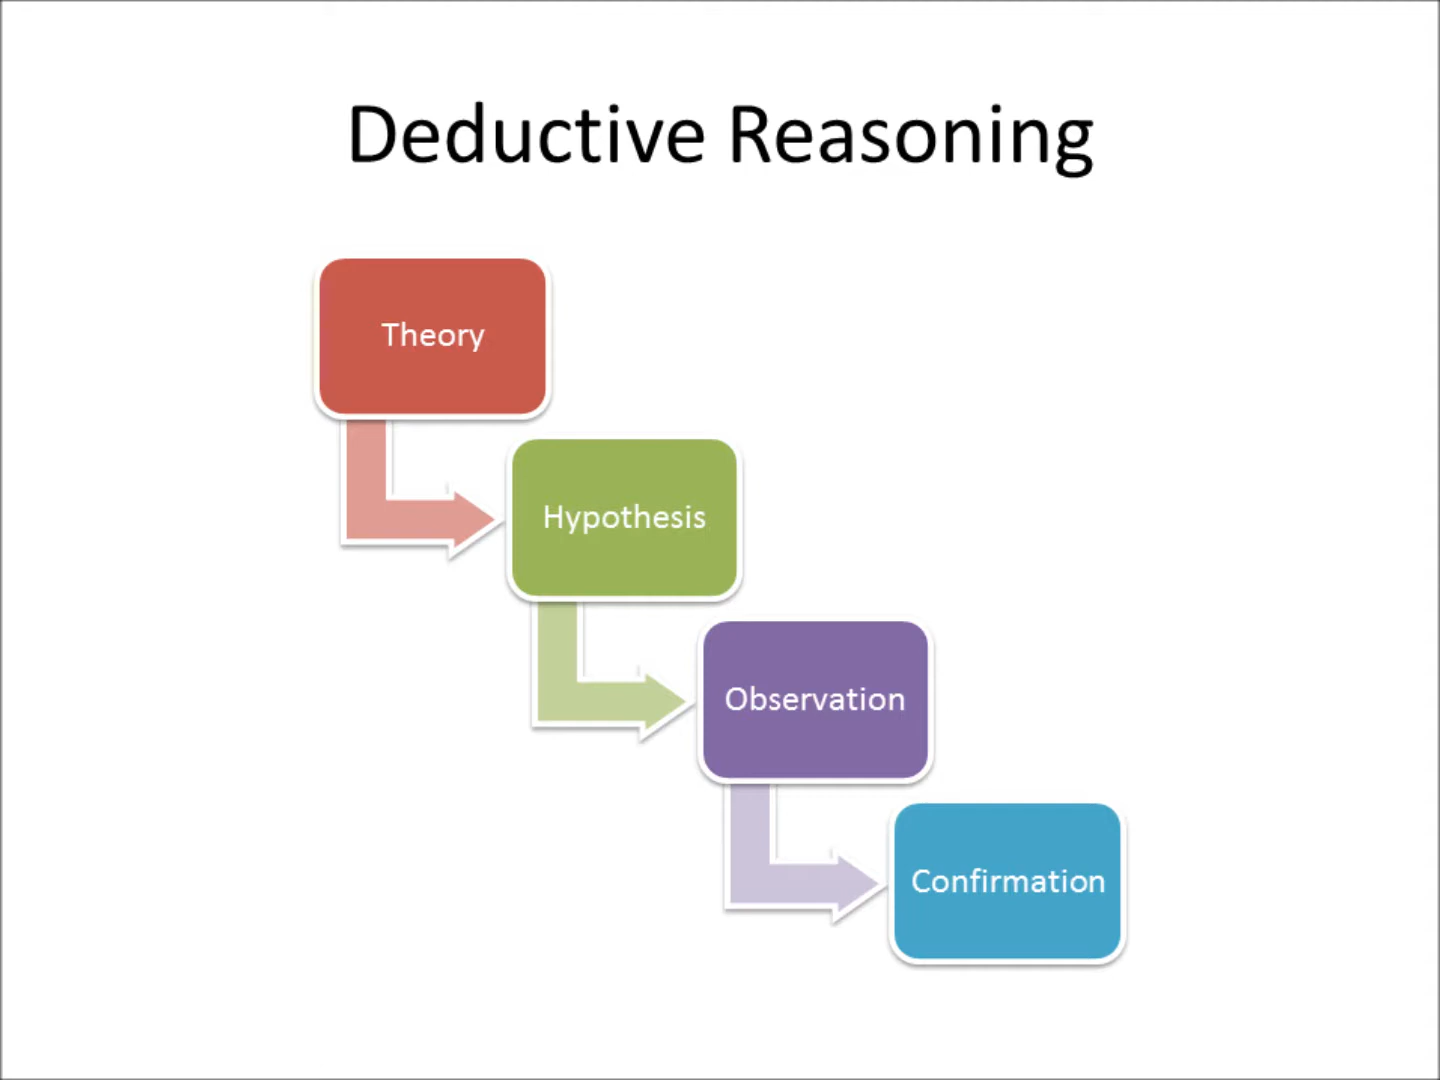 Deductive Reasoning
Theory
Hypothesis
Observation
Confirmation